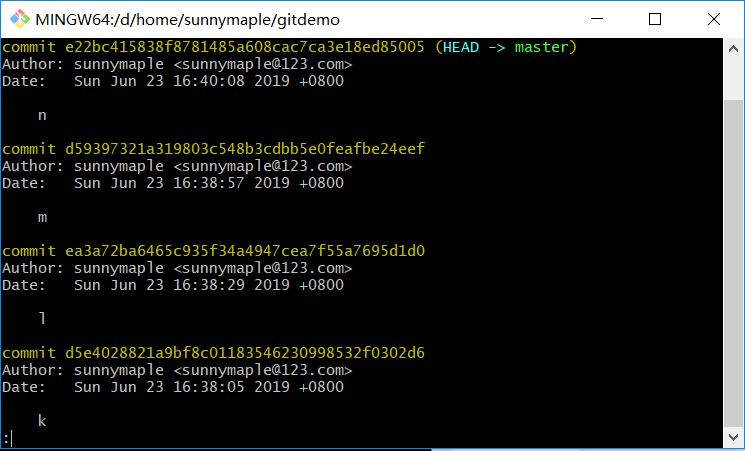 MINGW64:/d/home/sunnymaple/gitdemo
commit e22bc415838f8781485a608cac7ca3e18ed85005 (HEAD -> master)
Author: sunnymaple <sunnymaple@123.com>
Date:   Sun Jun 23 16:40:08 2019 +0800
n
commit d59397321a319803c548b3cdbb5e0feafbe24eef
Author: sunnymaple <sunnymaple@123.com>
Date:   Sun Jun 23 16:38:57 2019 +0800
m
commit ea3a72ba6465c935f34a4947cea7f55a7695d1d0
Author: sunnymaple <sunnymaple@123.com>
Date:   Sun Jun 23 16:38:29 2019 +0800
l
commit d5e4028821a9bf8c01183546230998532f0302d6
Author: sunnymaple <sunnymaple@123.com>
Date:   Sun Jun 23 16:38:05 2019 +0800
k
: